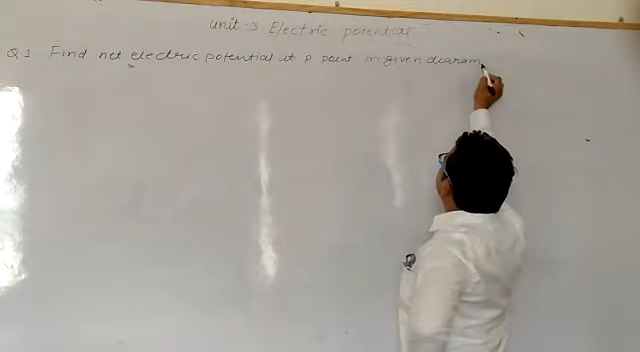 unit-3 Electric potential
Q1 Find net electric potential at P point in given diagram